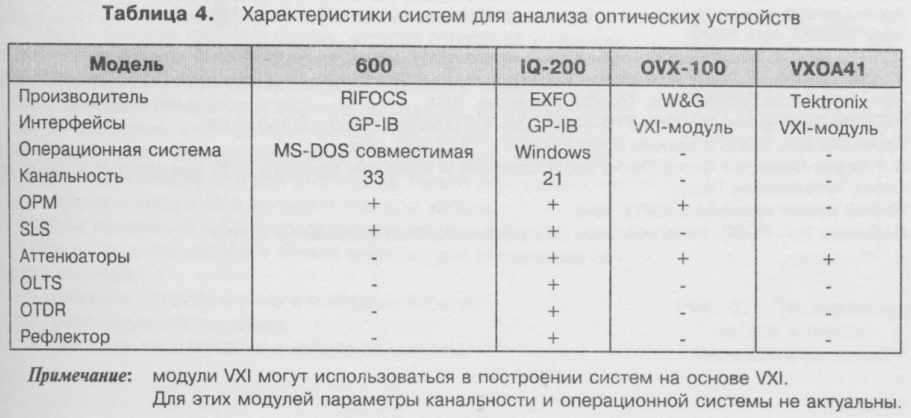 Таблица 4. Характеристики систем для анализа оптических устройств
Модель 600 IQ-200 OVX-100 VXOA41
Производитель RIFOCS EXFO W&G Tektronix
Интерфейсы GP-IB GP-IB VXI-модуль VXI-модуль
Операционная система MS-DOS совместимая Windows
Канальность 33 21
OPM + + + -
SLS + + - -
Аттенюаторы - + + +
OLTS - + - -
OTDR - + - -
Рефлектор - + - -
Примечание: модули VXI могут использоваться в построении систем на основе VXI.
Для этих модулей параметры канальности и операционной системы не актуальны.